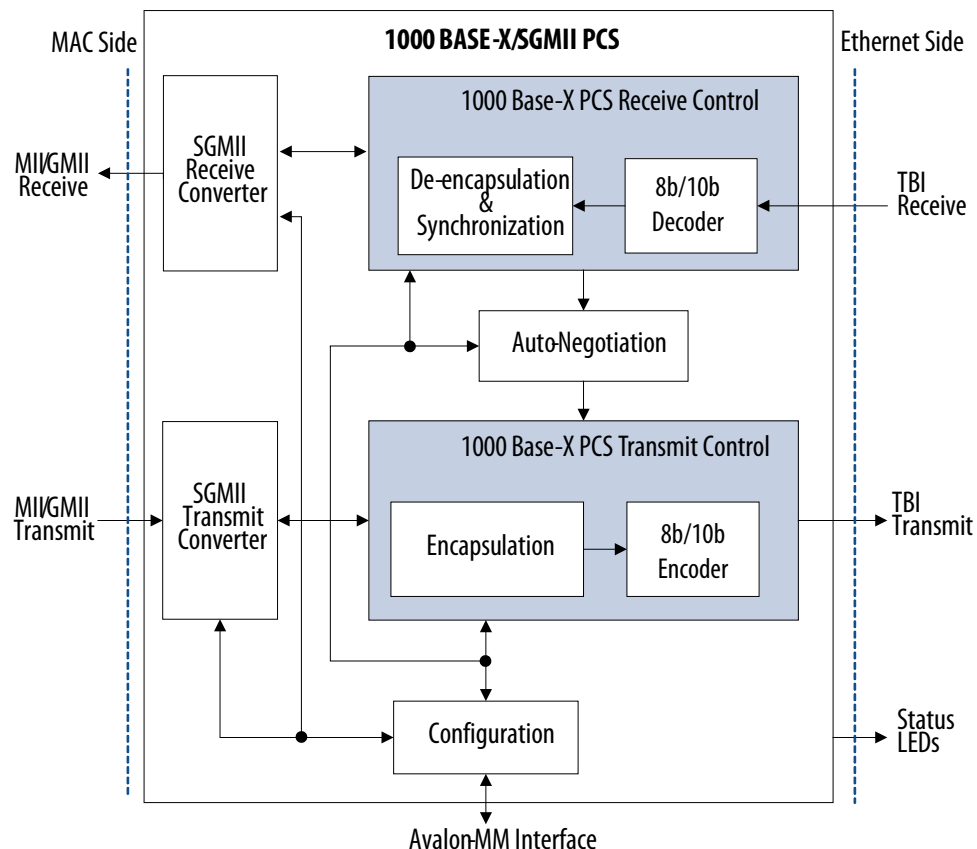 MAC Side
1000 BASE-X/SGMII PCS
Ethernet Side
1000 Base-X PCS Receive Control
MII/GMII
Receive
SGMII
Receive
Converter
De-encapsulation
&
Synchronization
8b/10b
Decoder
TBI
Receive
Auto-Negotiation
1000 Base-X PCS Transmit Control
MII/GMII
Transmit
SGMII
Transmit
Converter
Encapsulation
8b/10b
Encoder
TBI
Transmit
Configuration
Status
LEDs
Avalon-MM Interface